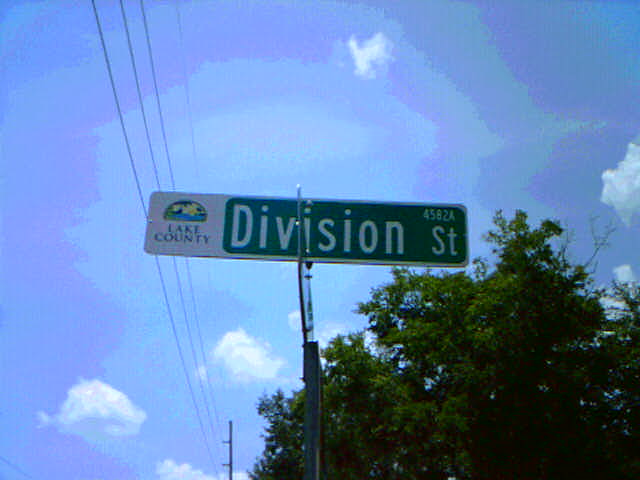 LAKE
COUNTY
Division St
4582A